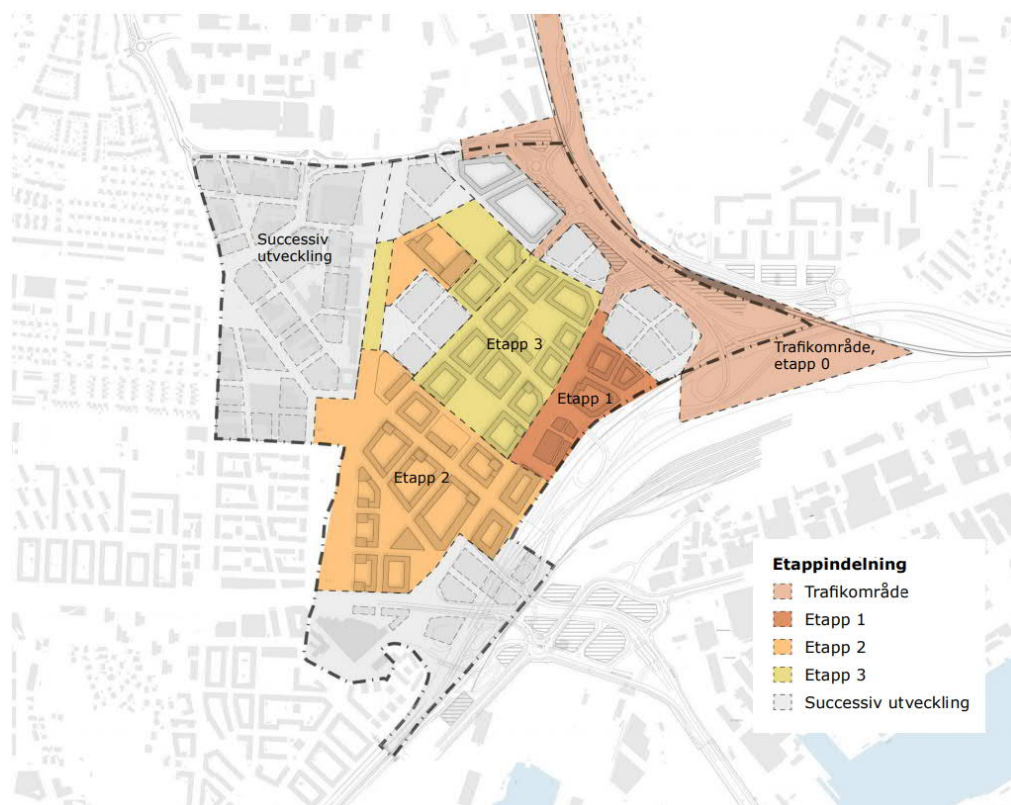 Successiv
utveckling
Etapp 3
Trafikområde,
etapp 0
Etapp 1
Etapp 2
Etappindelning
Trafikområde
Etapp 1
Etapp 2
Etapp 3
Successiv utveckling